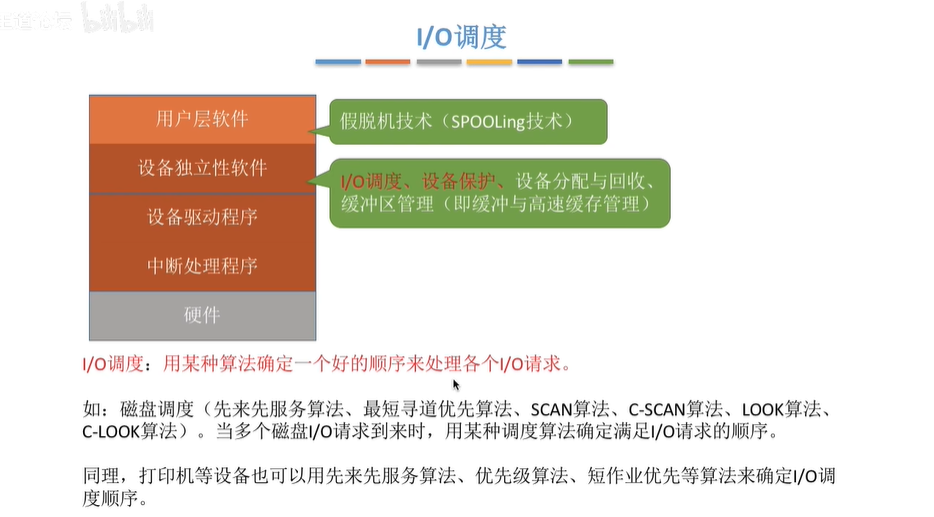 bilibili
I/O调度
用户层软件
假脱机技术（SPOOLing技术）
设备独立性软件
I/O调度、设备保护、设备分配与回收、
缓冲区管理（即缓冲与高速缓存管理）
设备驱动程序
中断处理程序
硬件
I/O调度：用某种算法确定一个好的顺序来处理各个I/O请求。
如：磁盘调度（先来先服务算法、最短寻道优先算法、SCAN算法、C-SCAN算法、LOOK算法、
C-LOOK算法）。当多个磁盘I/O请求到来时，用某种调度算法确定满足I/O请求的顺序。
同理，打印机等设备也可以用先来先服务算法、优先级算法、短作业优先等算法来确定I/O调
度顺序。